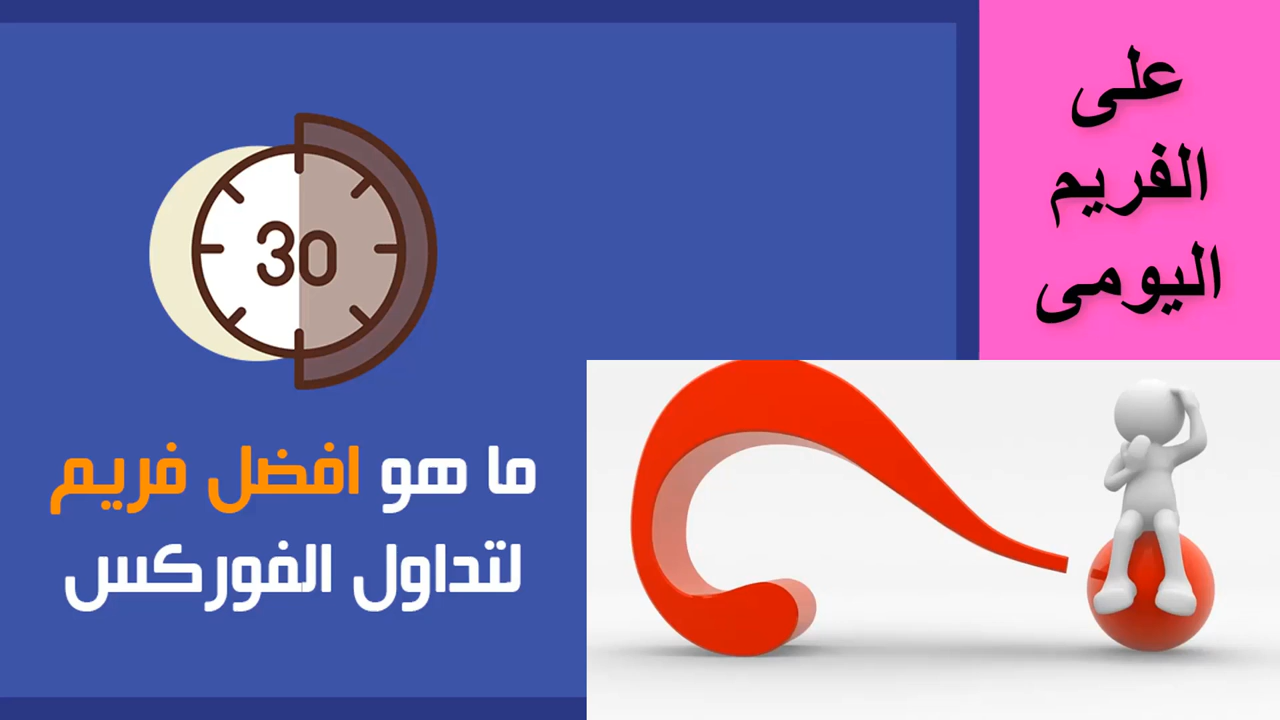 على
الفريم
اليومى
30
ما هو افضل فريم
لتداول الفوركس